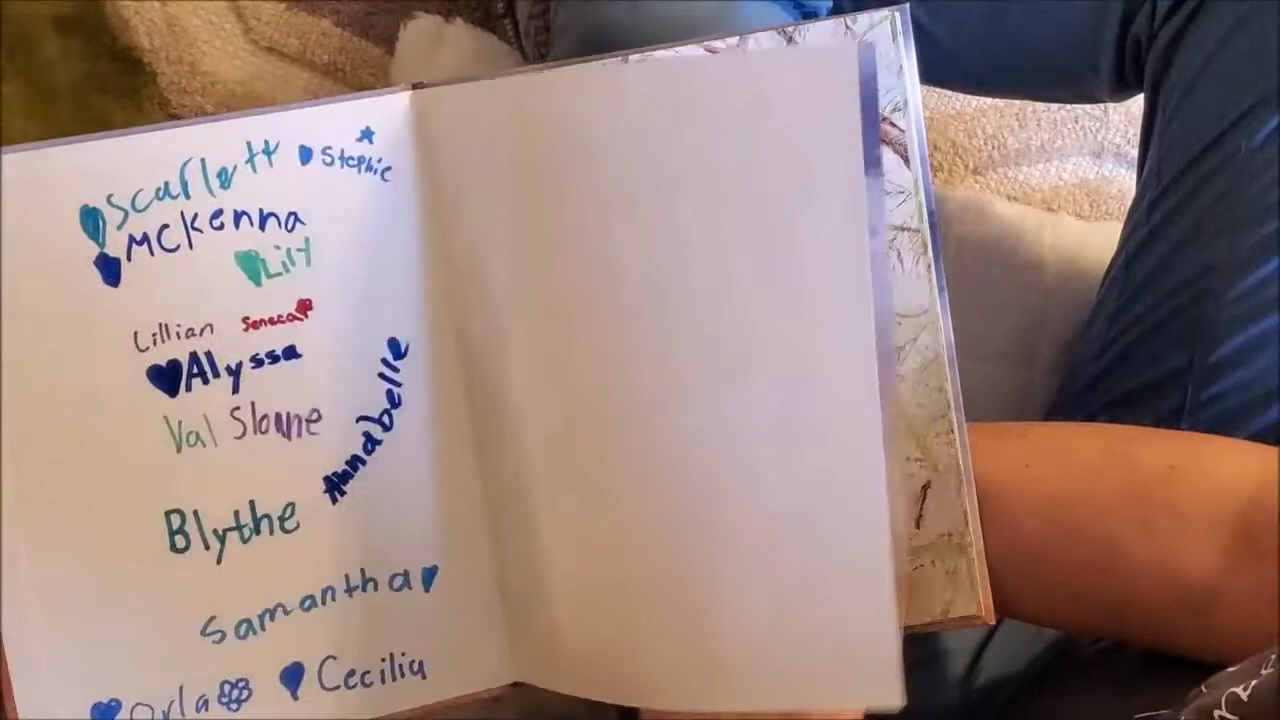 Scarlett
Stephie
McKenna
Lily
Lillian
Seneca
Alyssa
Val
Sloane
Annabelle
Blythe
Samantha
Cecilia
Orla